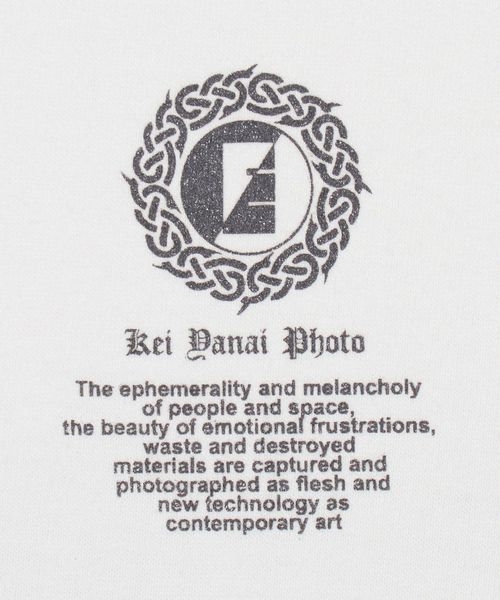 Kei Yanai Photo
The ephemerality and melancholy
of people and space,
the beauty of emotional frustrations,
waste and destroyed
materials are captured and
photographed as flesh and
new technology as
contemporary art